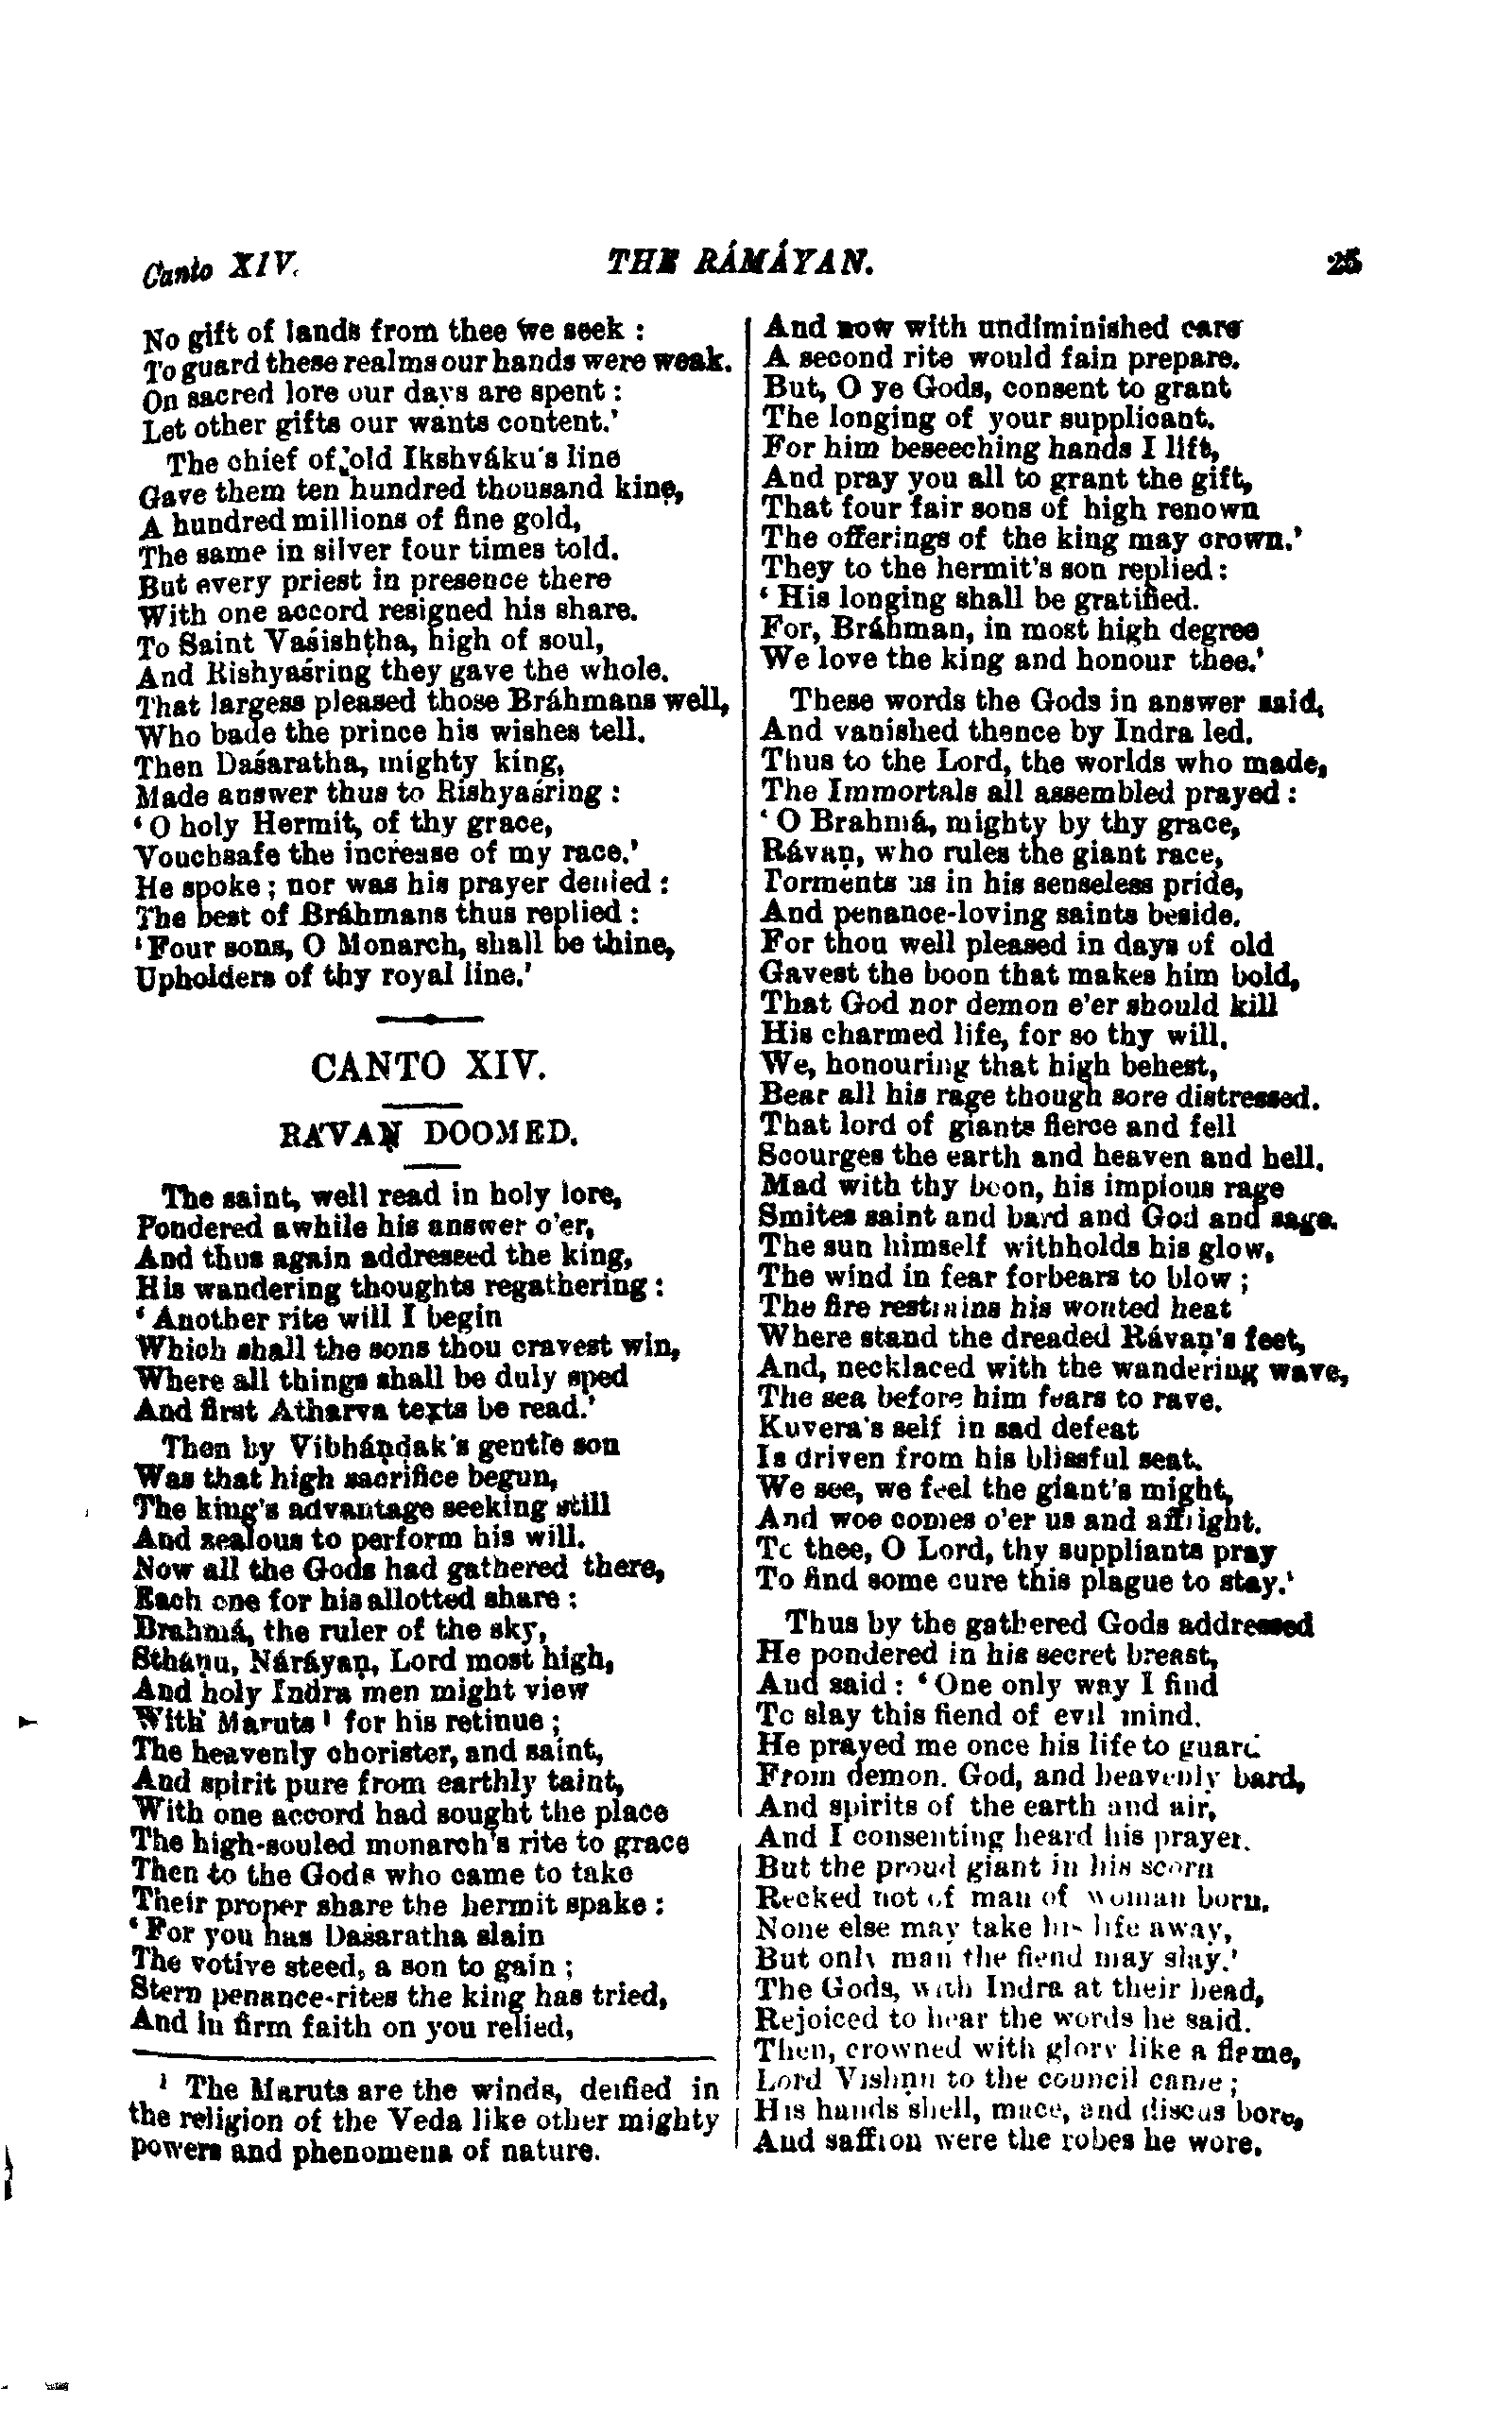 Canto XIV.
THE RÁMÁYAN.
25
No gift of lands from thee we seek :
To guard these realms our hands were weak.
On sacred lore our days are spent :
Let other gifts our wants content.'
The chief of old Ikshváku's line
Gave them ten hundred thousand kine,
A hundred millions of fine gold,
The same in silver four times told.
But every priest in presence there
With one accord resigned his share.
To Saint Vaśishṭha, high of soul,
And Rishyaśring they gave the whole.
That largess pleased those Bráhmans well,
Who bade the prince his wishes tell.
Then Daśaratha, mighty king,
Made answer thus to Rishyaśring :
'O holy Hermit, of thy grace,
Vouchsafe the increase of my race.'
He spoke ; nor was his prayer denied :
The best of Bráhmans thus replied :
'Four sons, O Monarch, shall be thine,
Upholders of thy royal line.'
CANTO XIV.
RÁVAṆ DOOMED.
The saint, well read in holy lore,
Pondered awhile his answer o'er,
And thus again addressed the king,
His wandering thoughts regathering :
'Another rite will I begin
Which shall the sons thou cravest win,
Where all things shall be duly sped
And first Atharva texts be read.'
Then by Vibháṇḍak's gentle son
Was that high sacrifice begun,
The king's advantage seeking still
And zealous to perform his will.
Now all the Gods had gathered there,
Each one for his allotted share :
Brahmá, the ruler of the sky,
Stháṇu, Náráyaṇ, Lord most high,
And holy Indra men might view
With Maruts¹ for his retinue ;
The heavenly chorister, and saint,
And spirit pure from earthly taint,
With one accord had sought the place
The high-souled monarch's rite to grace
Then to the Gods who came to take
Their proper share the hermit spake :
'For you has Daśaratha slain
The votive steed, a son to gain ;
Stern penance-rites the king has tried,
And in firm faith on you relied,
¹ The Maruts are the winds, deified in
the religion of the Veda like other mighty
powers and phenomena of nature.
And now with undiminished care
A second rite would fain prepare.
But, O ye Gods, consent to grant
The longing of your supplicant.
For him beseeching hands I lift,
And pray you all to grant the gift,
That four fair sons of high renown
The offerings of the king may crown.'
They to the hermit's son replied :
'His longing shall be gratified.
For, Bráhman, in most high degree
We love the king and honour thee.'
These words the Gods in answer said,
And vanished thence by Indra led.
Thus to the Lord, the worlds who made,
The Immortals all assembled prayed :
'O Brahmá, mighty by thy grace,
Rávaṇ, who rules the giant race,
Torments us in his senseless pride,
And penance-loving saints beside.
For thou well pleased in days of old
Gavest the boon that makes him bold,
That God nor demon e'er should kill
His charmed life, for so thy will.
We, honouring that high behest,
Bear all his rage though sore distressed.
That lord of giants fierce and fell
Scourges the earth and heaven and hell.
Mad with thy boon, his impious rage
Smites saint and bard and God and sage.
The sun himself withholds his glow,
The wind in fear forbears to blow ;
The fire restrains his wonted heat
Where stand the dreaded Rávaṇ's feet,
And, necklaced with the wandering wave,
The sea before him fears to rave.
Kuvera's self in sad defeat
Is driven from his blissful seat.
We see, we feel the giant's might,
And woe comes o'er us and affright.
To thee, O Lord, thy suppliants pray
To find some cure this plague to stay.'
Thus by the gathered Gods addressed
He pondered in his secret breast,
And said : 'One only way I find
To slay this fiend of evil mind.
He prayed me once his life to guard
From demon. God, and heavenly bard,
And spirits of the earth and air,
And I consenting heard his prayer.
But the proud giant in his scorn
Recked not of man of woman born.
None else may take his life away,
But only man the fiend may slay.'
The Gods, with Indra at their head,
Rejoiced to hear the words he said.
Then, crowned with glory like a flame,
Lord Vishṇu to the council came ;
His hands shell, mace, and discus bore,
And saffron were the robes he wore.